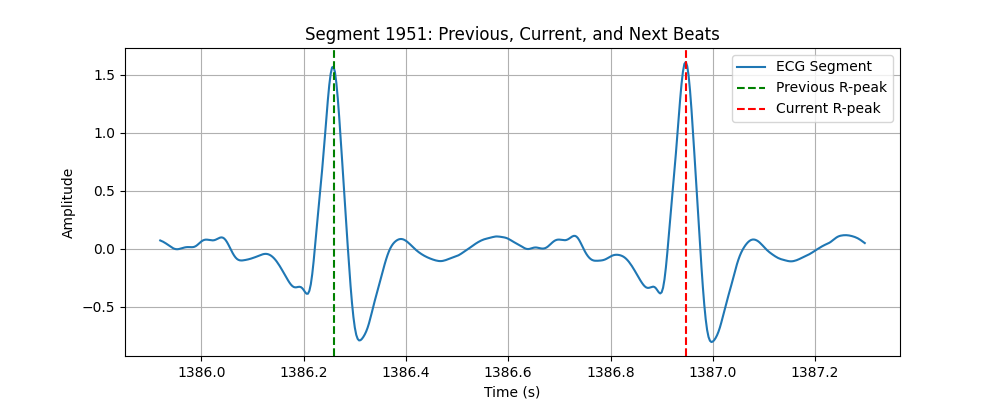 Segment 1951: Previous, Current, and Next Beats
ECG Segment
Previous R-peak
Current R-peak
1.5
1.0
0.5
0.0
−0.5
Amplitude
1386.0 1386.2 1386.4 1386.6 1386.8 1387.0 1387.2
Time (s)